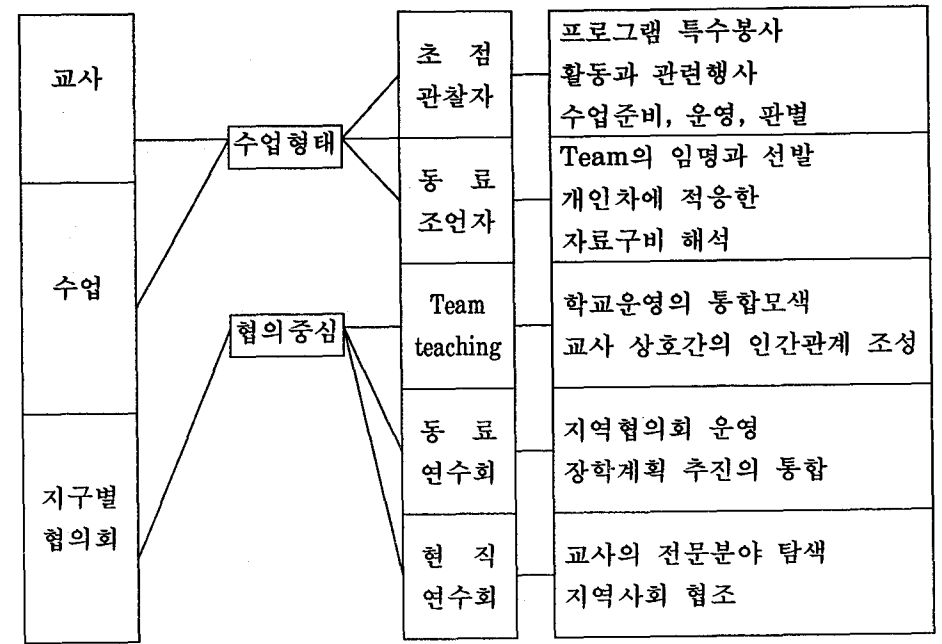 교사
수업
지구별
협의회
수업형태
협의중심
초 점
관찰자
동 료
조언자
Team
teaching
동 료
연수회
현 직
연수회
프로그램 특수봉사
활동과 관련행사
수업준비, 운영, 판별
Team의 임명과 선발
개인차에 적응한
자료구비 해석
학교운영의 통합모색
교사 상호간의 인간관계 조성
지역협의회 운영
장학계획 추진의 통합
교사의 전문분야 탐색
지역사회 협조